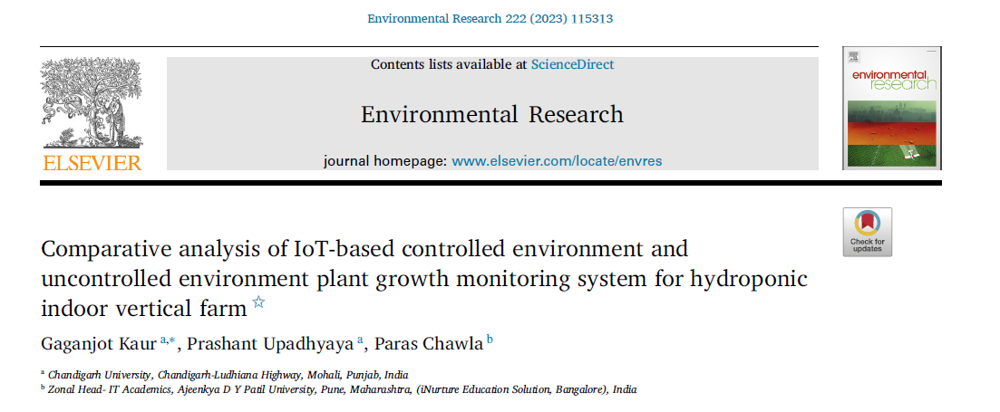 Environmental Research 222 (2023) 115313
Contents lists available at ScienceDirect
Environmental Research
journal homepage: www.elsevier.com/locate/envres
ELSEVIER
environmental
research
Check for
updates
Comparative analysis of IoT-based controlled environment and
uncontrolled environment plant growth monitoring system for hydroponic
indoor vertical farm ☆
Gaganjot Kaur a,*, Prashant Upadhyaya a, Paras Chawla b
a Chandigarh University, Chandigarh-Ludhiana Highway, Mohali, Punjab, India
b Zonal Head- IT Academics, Ajeenkya D Y Patil University, Pune, Maharashtra, (iNurture Education Solution, Bangalore), India